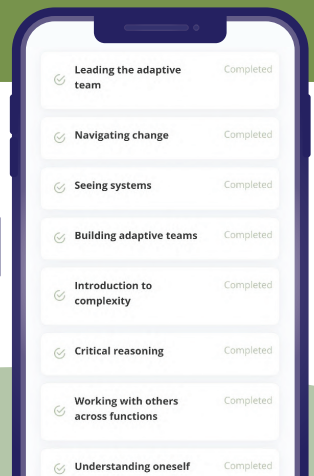 Leading the adaptive Completed
team
Navigating change Completed
Seeing systems Completed
Building adaptive teams Completed
Introduction to Completed
complexity
Critical reasoning Completed
Working with others Completed
across functions
Understanding oneself Completed